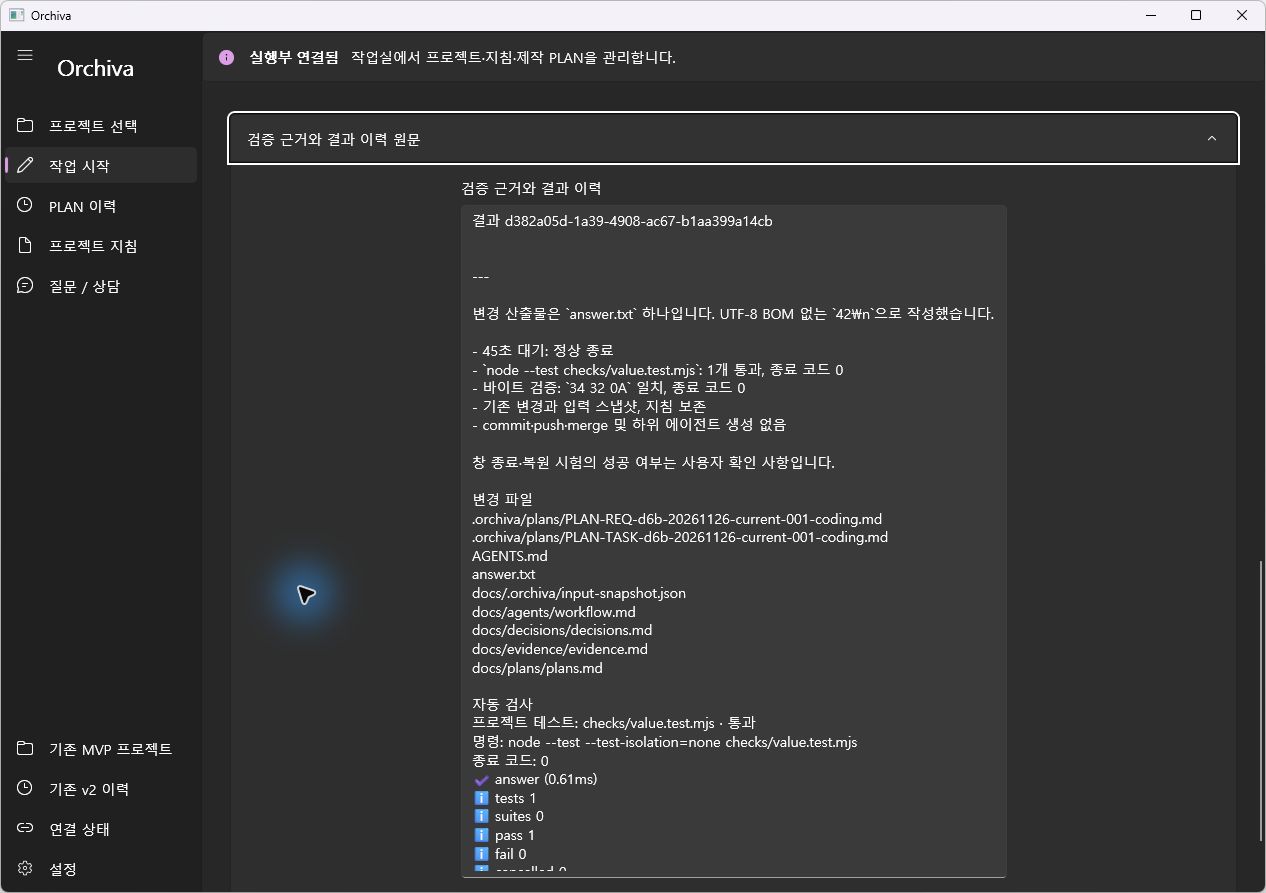 Orchiva
Orchiva
프로젝트 선택
작업 시작
PLAN 이력
프로젝트 지침
질문 / 상담
기존 MVP 프로젝트
기존 v2 이력
연결 상태
설정
실행부 연결됨 작업실에서 프로젝트·지침·제작 PLAN을 관리합니다.
검증 근거와 결과 이력 원문
검증 근거와 결과 이력
결과 d382a05d-1a39-4908-ac67-b1aa399a14cb
---
변경 산출물은 `answer.txt` 하나입니다. UTF-8 BOM 없는 `42₩n`으로 작성했습니다.
- 45초 대기: 정상 종료
- `node --test checks/value.test.mjs`: 1개 통과, 종료 코드 0
- 바이트 검증: `34 32 0A` 일치, 종료 코드 0
- 기존 변경과 입력 스냅샷, 지침 보존
- commit·push·merge 및 하위 에이전트 생성 없음
창 종료·복원 시험의 성공 여부는 사용자 확인 사항입니다.
변경 파일
.orchiva/plans/PLAN-REQ-d6b-20261126-current-001-coding.md
.orchiva/plans/PLAN-TASK-d6b-20261126-current-001-coding.md
AGENTS.md
answer.txt
docs/.orchiva/input-snapshot.json
docs/agents/workflow.md
docs/decisions/decisions.md
docs/evidence/evidence.md
docs/plans/plans.md
자동 검사
프로젝트 테스트: checks/value.test.mjs · 통과
명령: node --test --test-isolation=none checks/value.test.mjs
종료 코드: 0
✔ answer (0.61ms)
ℹ tests 1
ℹ suites 0
ℹ pass 1
ℹ fail 0
ℹ cancelled 0